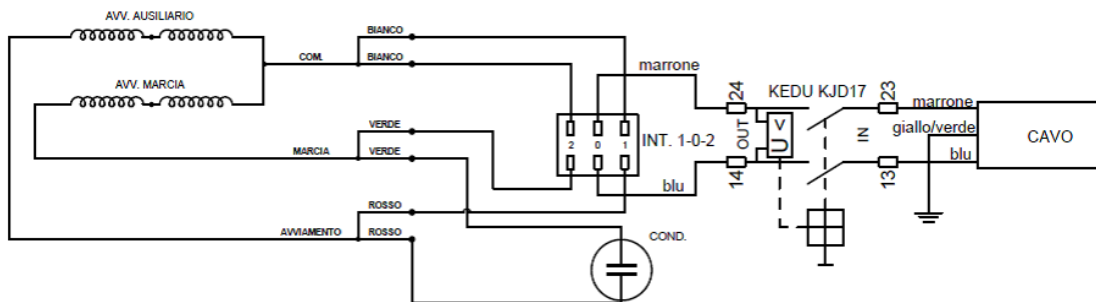 AVV. AUSILIARIO
AVV. MARCIA
COM.
BIANCO
BIANCO
VERDE
MARCIA VERDE
ROSSO
AVVIAMENTO ROSSO
COND.
2 0 1
INT. 1-0-2
marrone
blu
24
14
OUT
V
U
KEDU KJD17
IN
23
13
marrone
giallo/verde
blu
CAVO